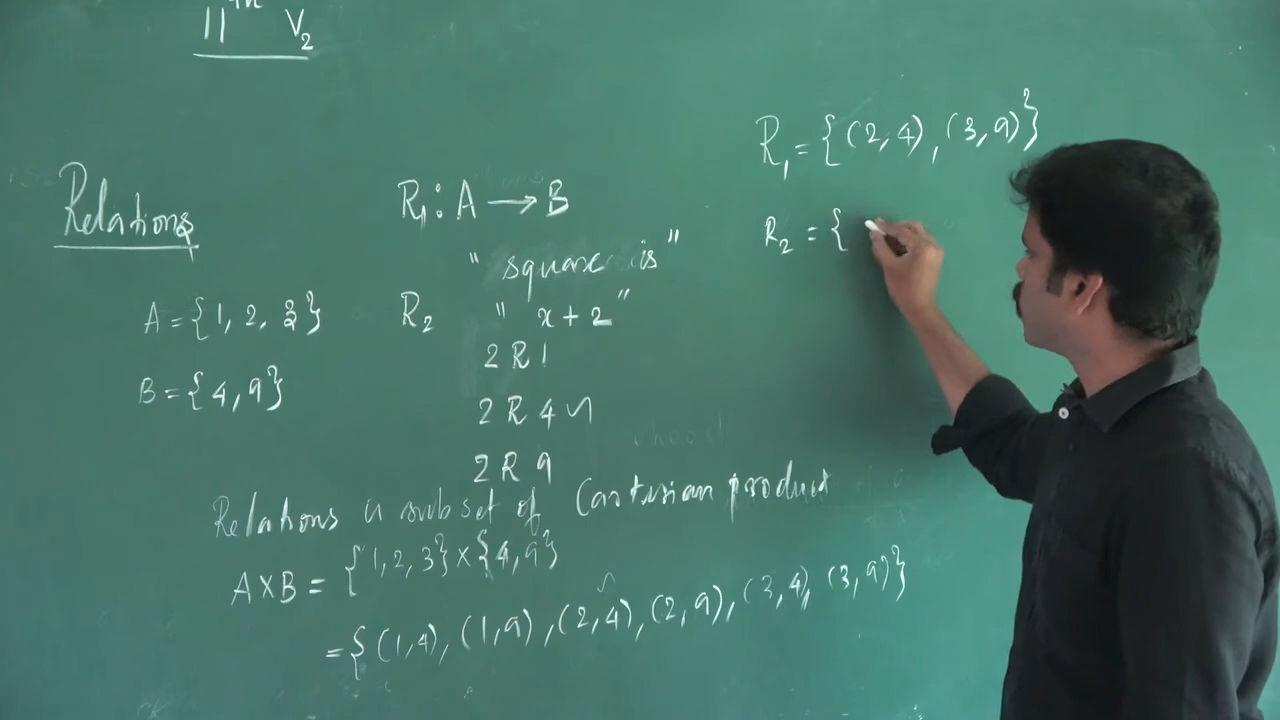 11th V2
Relations
A={1, 2, 3}
B={4,9}
R1: A → B
"square is"
R2 "x+2"
2 R 1
2 R 4
2 R 9
Relations is subset of Cartesian product
A×B = {1,2,3}×{4,9}
={(1,4), (1,9), (2,4), (2,9), (3,4), (3,9)}
R1={(2,4), (3,9)}
R2 = {